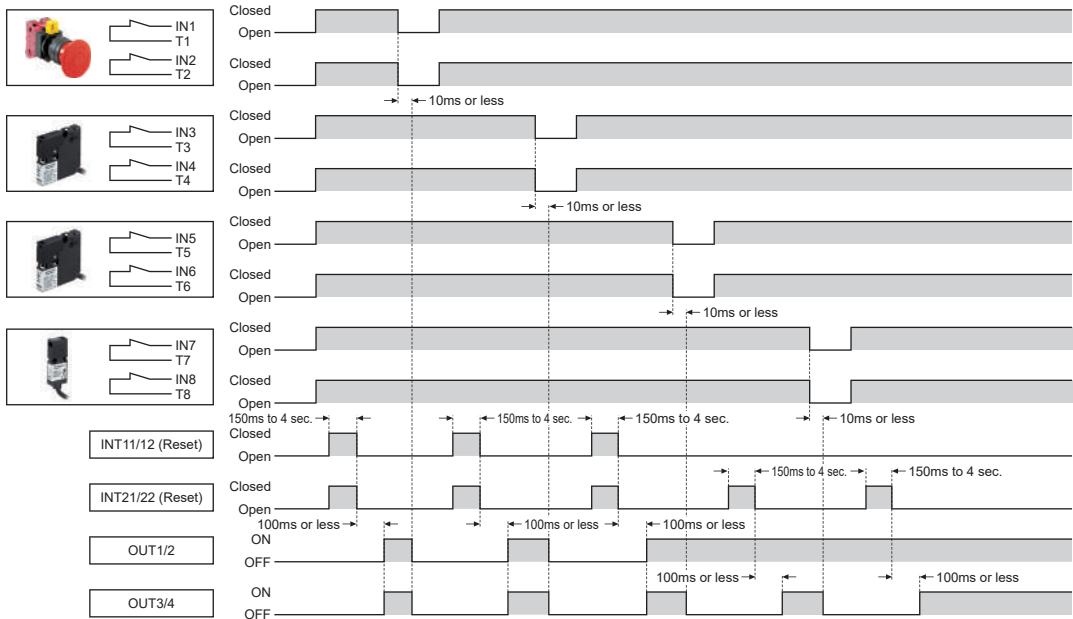 IN1
T1
IN2
T2
Closed
Open
Closed
Open
10ms or less
IN3
T3
IN4
T4
Closed
Open
Closed
Open
10ms or less
IN5
T5
IN6
T6
Closed
Open
Closed
Open
10ms or less
IN7
T7
IN8
T8
Closed
Open
Closed
Open
10ms or less
150ms to 4 sec.
150ms to 4 sec.
150ms to 4 sec.
INT11/12 (Reset)
Closed
Open
INT21/22 (Reset)
Closed
Open
150ms to 4 sec.
150ms to 4 sec.
100ms or less
100ms or less
100ms or less
OUT1/2
ON
OFF
100ms or less
100ms or less
OUT3/4
ON
OFF